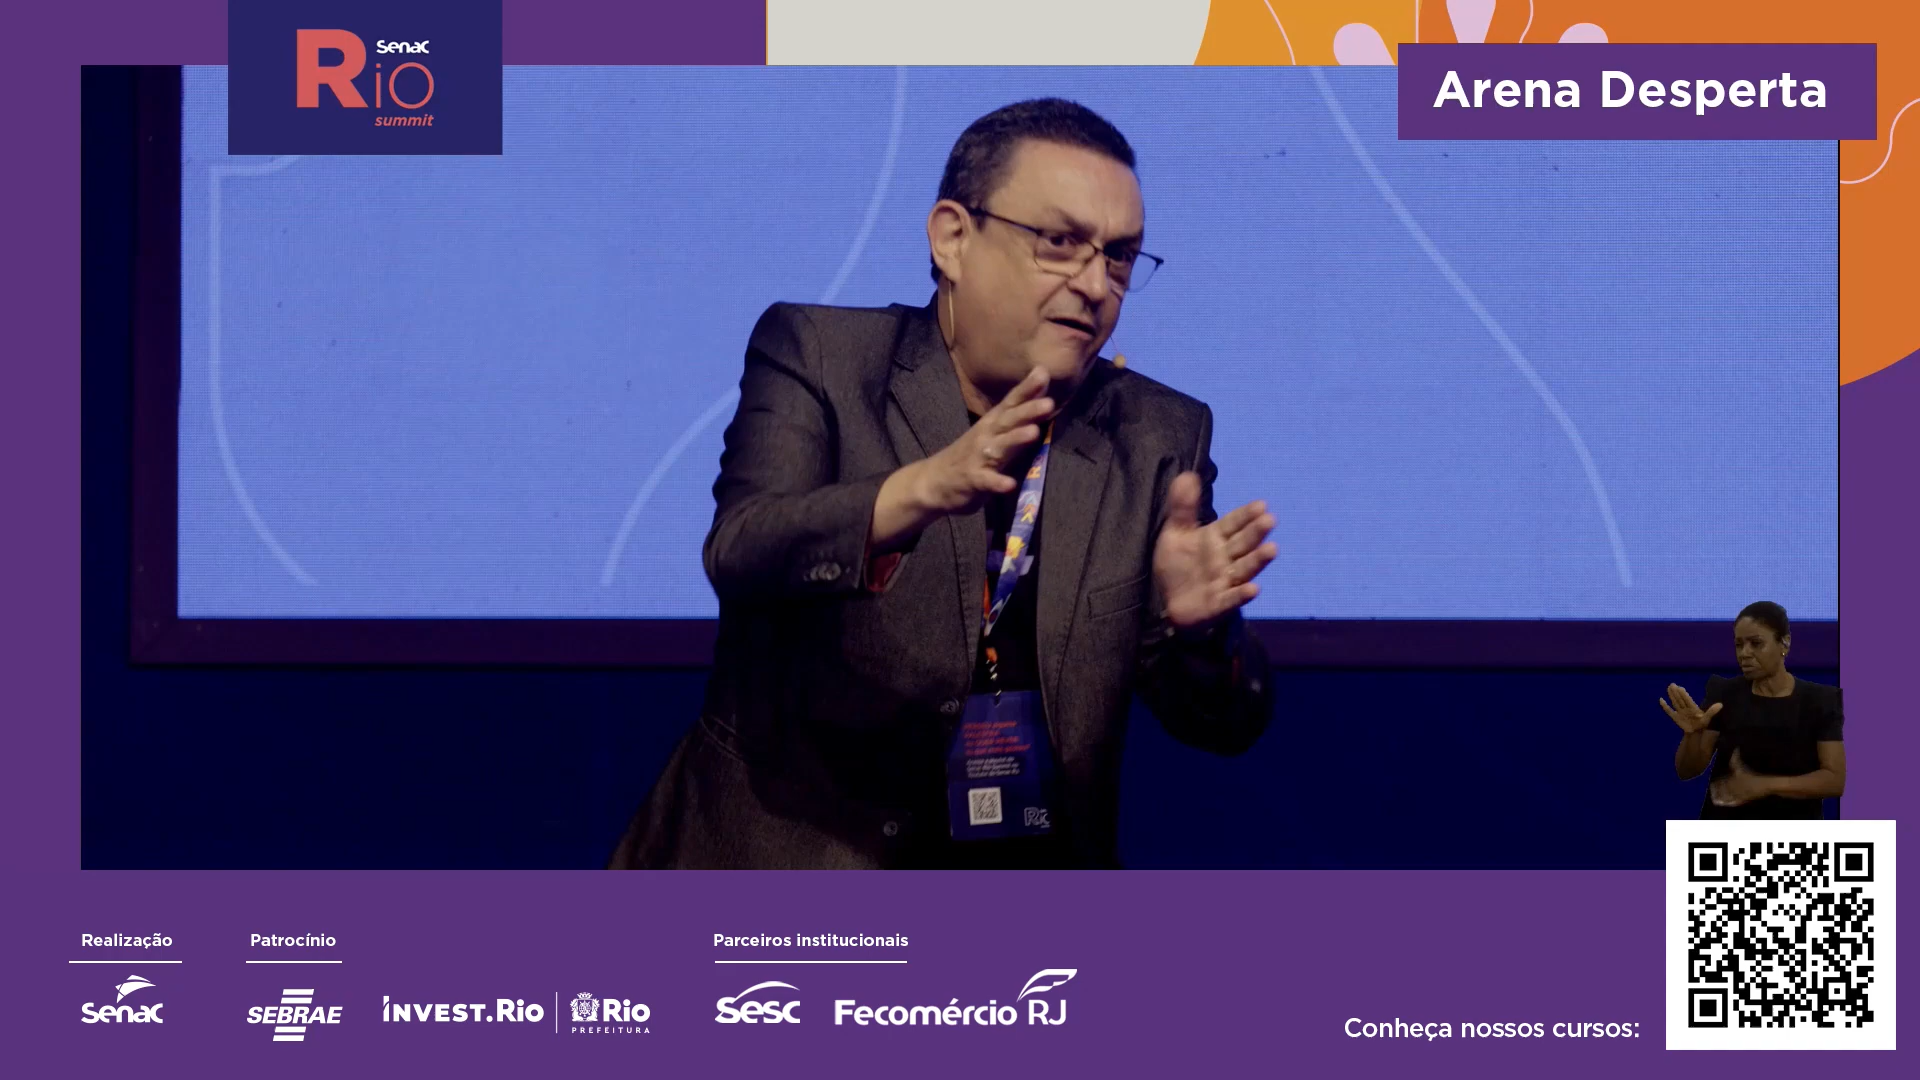 Senac
Rio
summit
Arena Desperta
Realização
Senac
Patrocínio
SEBRAE
INVEST.Rio
Rio
PREFEITURA
Parceiros institucionais
Sesc
Fecomércio RJ
Conheça nossos cursos: